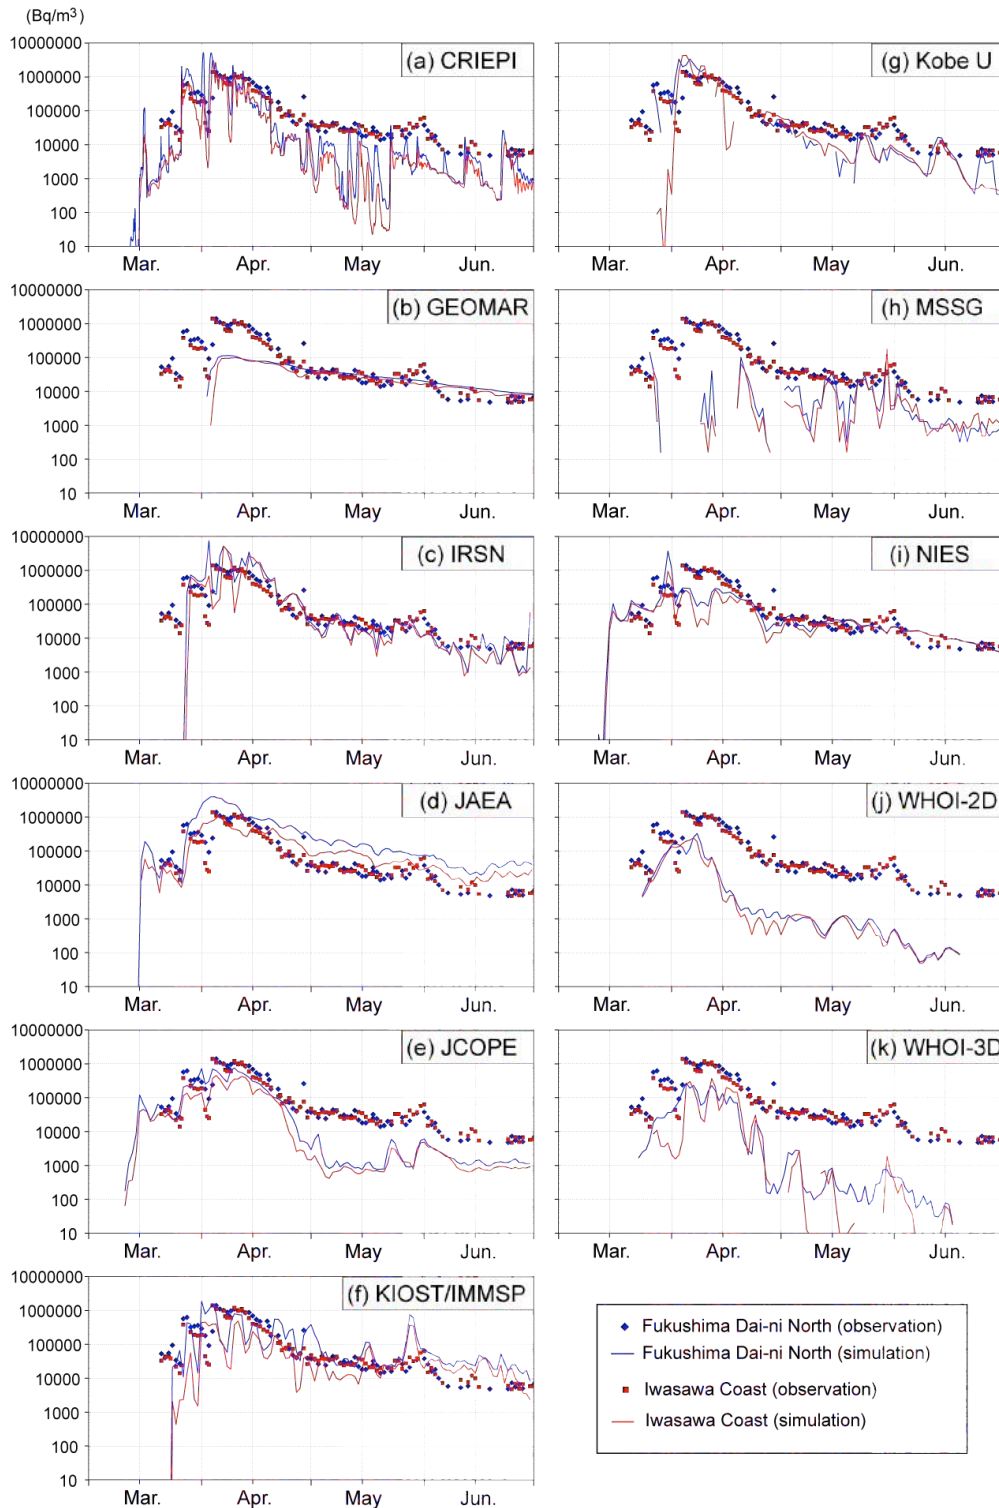 (Bq/m³)
(a) CRIEPI
10000000
1000000
100000
10000
1000
100
10
Mar. Apr. May Jun.
(b) GEOMAR
10000000
1000000
100000
10000
1000
100
10
Mar. Apr. May Jun.
(c) IRSN
10000000
1000000
100000
10000
1000
100
10
Mar. Apr. May Jun.
(d) JAEA
10000000
1000000
100000
10000
1000
100
10
Mar. Apr. May Jun.
(e) JCOPE
10000000
1000000
100000
10000
1000
100
10
Mar. Apr. May Jun.
(f) KIOST/IMMSP
10000000
1000000
100000
10000
1000
100
10
Mar. Apr. May Jun.
(g) Kobe U
Mar. Apr. May Jun.
(h) MSSG
Mar. Apr. May Jun.
(i) NIES
Mar. Apr. May Jun.
(j) WHOI-2D
Mar. Apr. May Jun.
(k) WHOI-3D
Mar. Apr. May Jun.
Fukushima Dai-ni North (observation)
Fukushima Dai-ni North (simulation)
Iwasawa Coast (observation)
Iwasawa Coast (simulation)